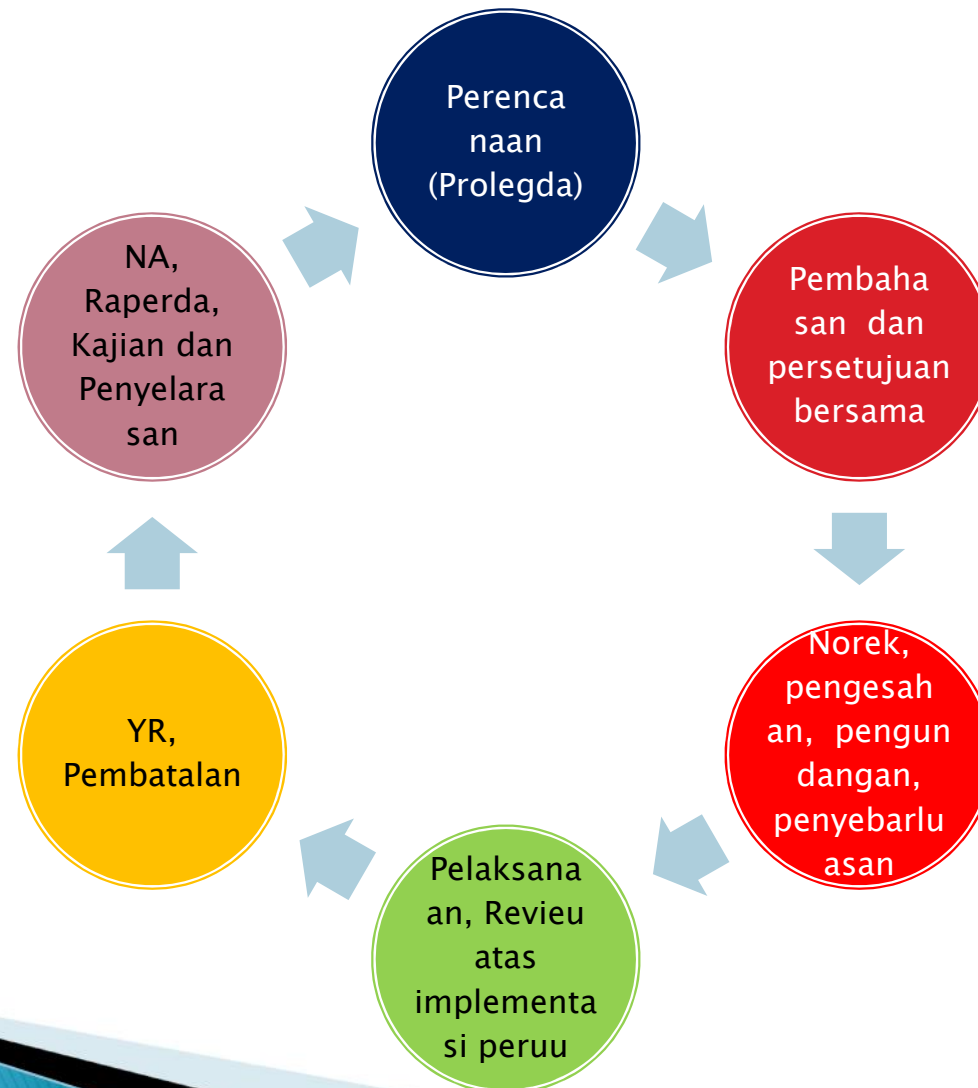 Perenca
naan
(Prolegda)
Pembaha
san dan
persetujuan
bersama
Norek,
pengesah
an, pengun
dangan,
penyebarlu
asan
Pelaksana
an, Revieu
atas
implementa
si peruu
YR,
Pembatalan
NA,
Raperda,
Kajian dan
Penyelara
san